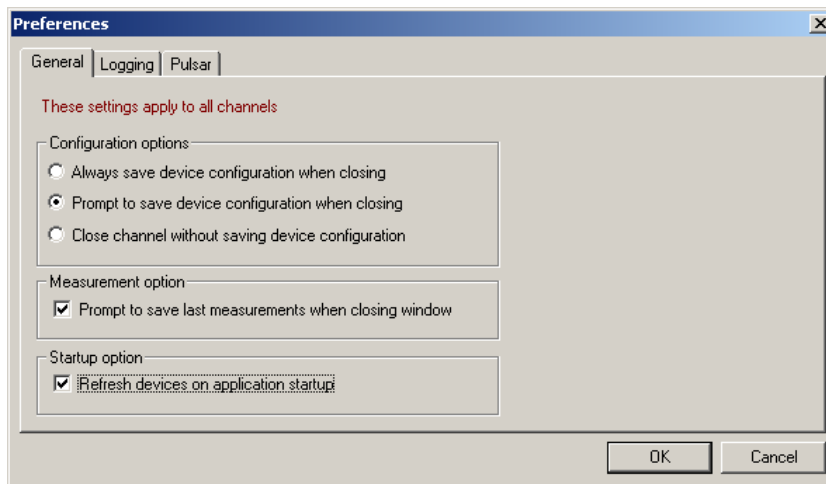 Preferences
General
Logging
Pulsar
These settings apply to all channels
Configuration options
Always save device configuration when closing
Prompt to save device configuration when closing
Close channel without saving device configuration
Measurement option
Prompt to save last measurements when closing window
Startup option
Refresh devices on application startup
OK
Cancel